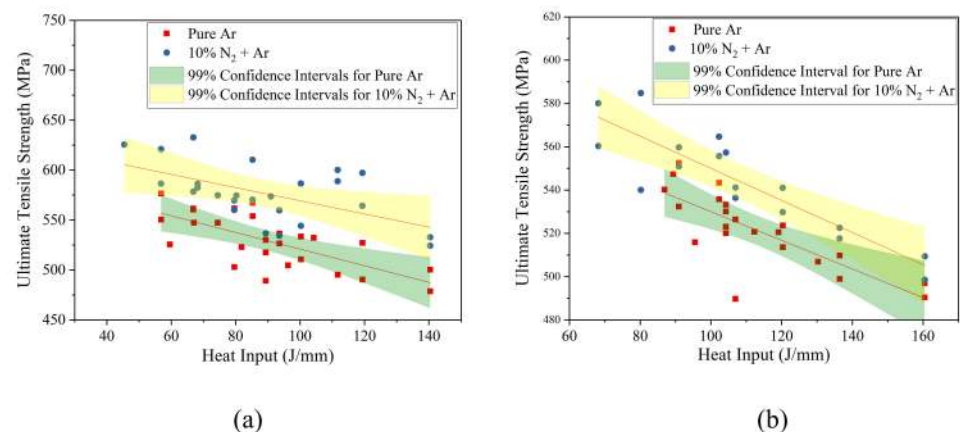 (a)
750
700
650
600
550
500
450
Ultimate Tensile Strength (MPa)
Pure Ar
10% N₂ + Ar
99% Confidence Intervals for Pure Ar
99% Confidence Intervals for 10% N₂ + Ar
40 60 80 100 120 140
Heat Input (J/mm)
(a)
(b)
620
600
580
560
540
520
500
480
Ultimate Tensile Strength (MPa)
Pure Ar
10% N₂ + Ar
99% Confidence Interval for Pure Ar
99% Confidence Interval for 10% N₂ + Ar
60 80 100 120 140 160
Heat Input (J/mm)
(b)